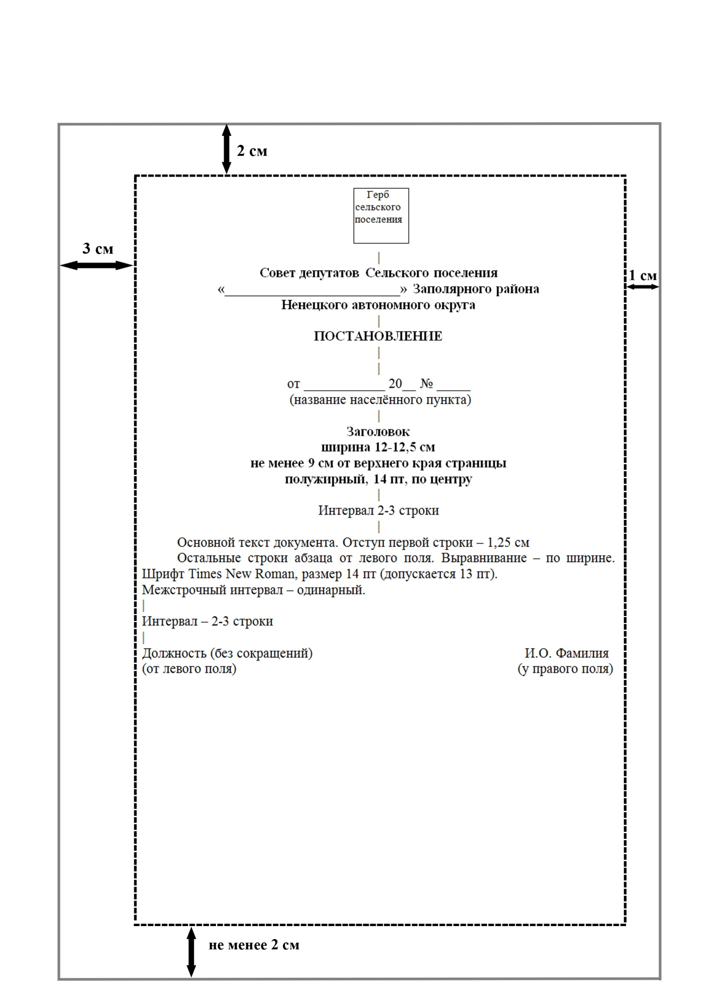 2 см
Герб
сельского
поселения
3 см
|
Совет депутатов Сельского поселения
1 см
«__________________________» Заполярного района
Ненецкого автономного округа
|
ПОСТАНОВЛЕНИЕ
|
|
от ____________ 20__ № _____
(название населённого пункта)
|
Заголовок
ширина 12-12,5 см
не менее 9 см от верхнего края страницы
полужирный, 14 пт, по центру
|
Интервал 2-3 строки
|
Основной текст документа. Отступ первой строки – 1,25 см
Остальные строки абзаца от левого поля. Выравнивание – по ширине.
Шрифт Times New Roman, размер 14 пт (допускается 13 пт).
Межстрочный интервал – одинарный.
|
Интервал – 2-3 строки
|
Должность (без сокращений) И.О. Фамилия
(от левого поля) (у правого поля)
не менее 2 см